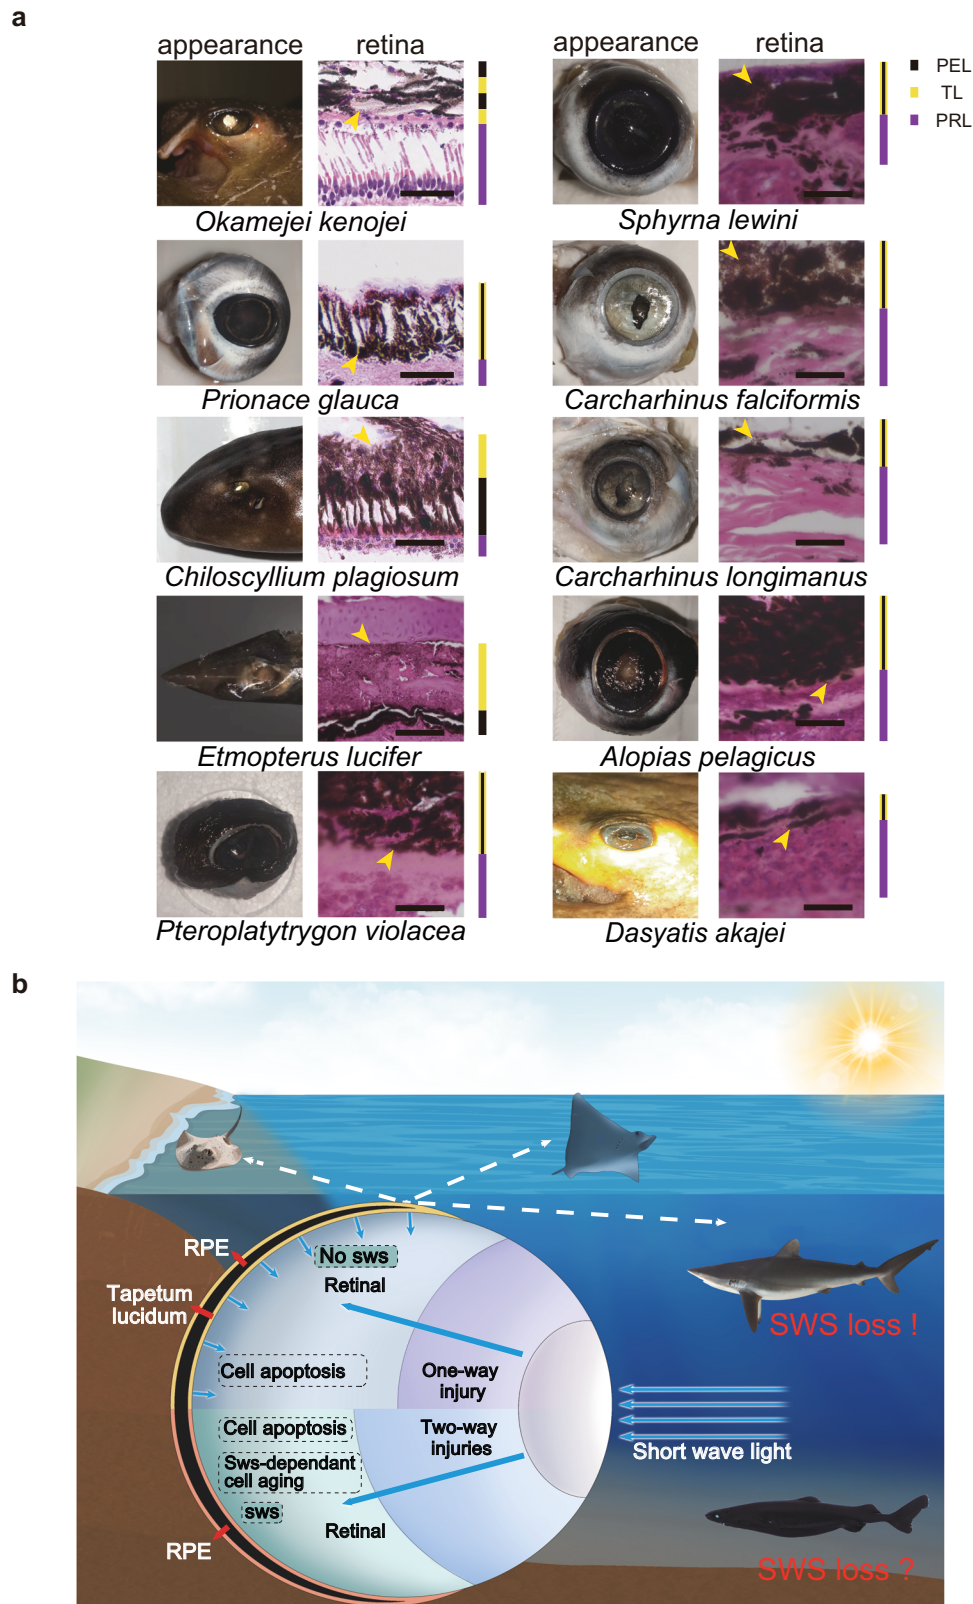 a
appearance
retina
appearance
retina
PEL
TL
PRL
Okamejei kenojei
Sphyrna lewini
Prionace glauca
Carcharhinus falciformis
Chiloscyllium plagiosum
Carcharhinus longimanus
Etmopterus lucifer
Alopias pelagicus
Pteroplatytrygon violacea
Dasyatis akajei
b
RPE
No sws
Retinal
Tapetum
lucidum
SWS loss !
Cell apoptosis
One-way
injury
Cell apoptosis
Two-way
injuries
Short wave light
Sws-dependant
cell aging
sws
Retinal
RPE
SWS loss ?